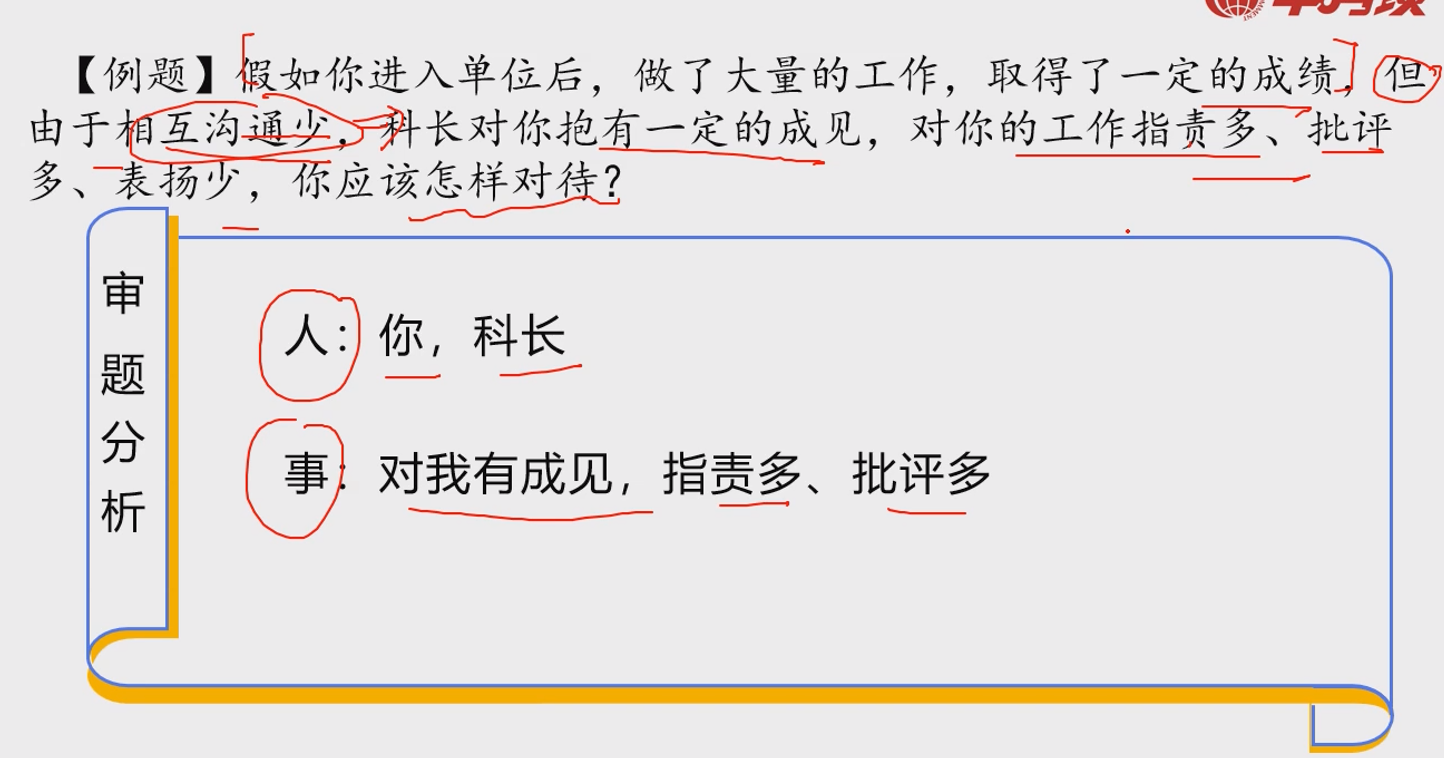 【例题】假如你进入单位后，做了大量的工作，取得了一定的成绩，但
由于相互沟通少，科长对你抱有一定的成见，对你的工作指责多、批评
多、表扬少，你应该怎样对待？
审题分析
人：你，科长
事：对我有成见，指责多、批评多